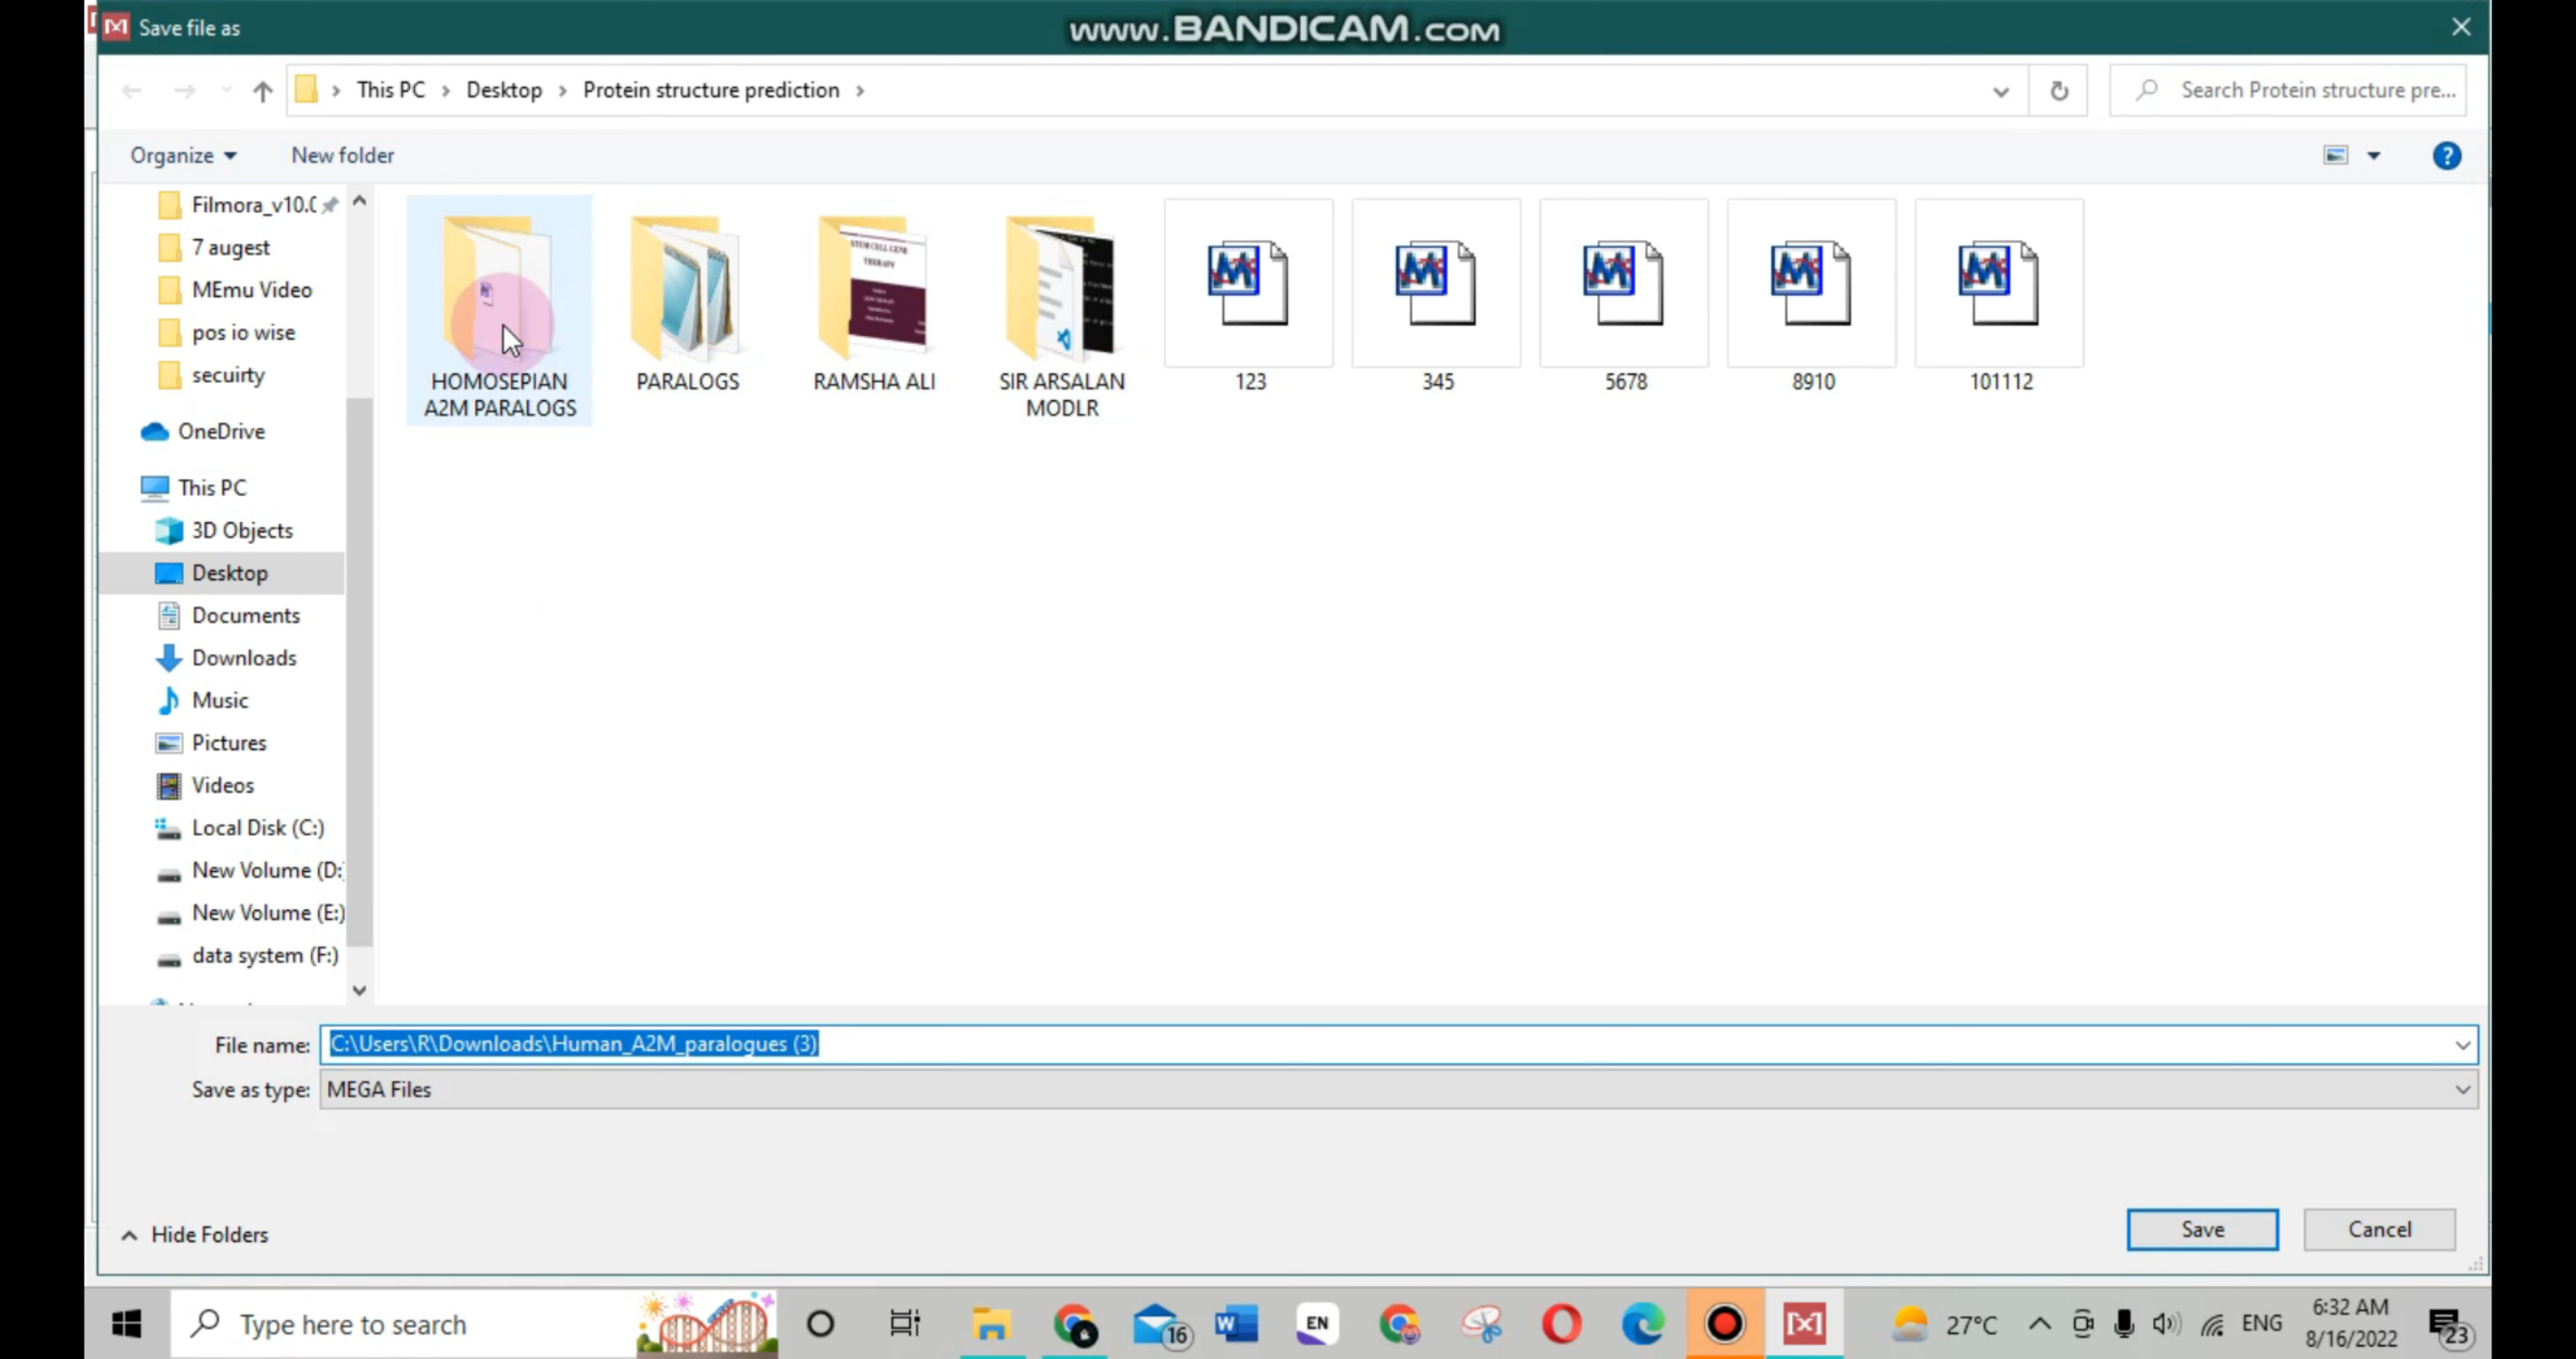 Save file as
www.BANDICAM.com
This PC > Desktop > Protein structure prediction >
Search Protein structure pre...
Organize
New folder
Filmora_v10.0
7 augest
MEmu Video
pos io wise
secuirty
OneDrive
This PC
3D Objects
Desktop
Documents
Downloads
Music
Pictures
Videos
Local Disk (C:)
New Volume (D:
New Volume (E:)
data system (F:)
HOMOSEPIAN
A2M PARALOGS
PARALOGS
STEM CELL GENE
THERAPY
RAMSHA ALI
SIR ARSALAN
MODLR
123
345
5678
8910
101112
File name: C:\Users\R\Downloads\Human_A2M_paralogues (3)
Save as type: MEGA Files
Hide Folders
Save
Cancel
Type here to search
16
EN
27°C
ENG
6:32 AM
8/16/2022
23